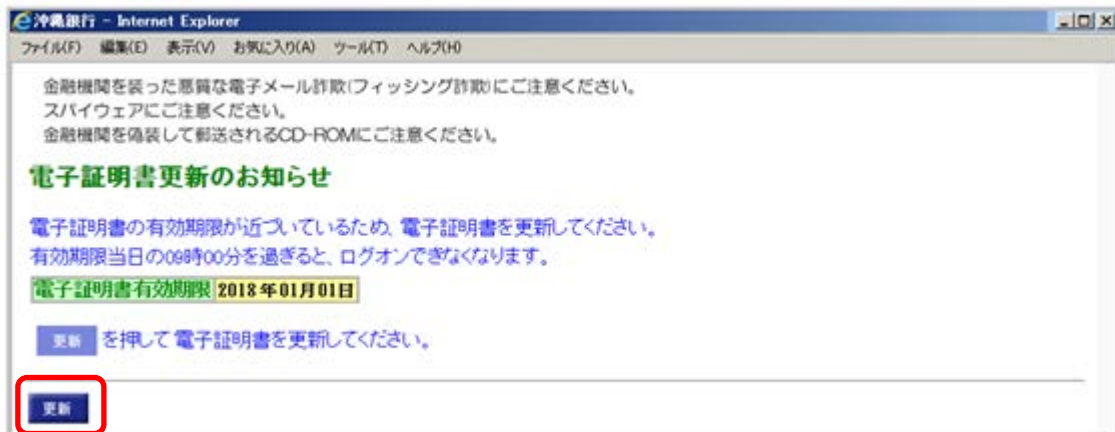 沖縄銀行 - Internet Explorer
ファイル(F) 編集(E) 表示(V) お気に入り(A) ツール(T) ヘルプ(H)
金融機関を装った悪質な電子メール詐欺(フィッシング詐欺)にご注意ください。
スパイウェアにご注意ください。
金融機関を偽装して郵送されるCD-ROMにご注意ください。
電子証明書更新のお知らせ
電子証明書の有効期限が近づいているため、電子証明書を更新してください。
有効期限当日の09時00分を過ぎると、ログオンできなくなります。
電子証明書有効期限 2018年01月01日
更新 を押して電子証明書を更新してください。
更新